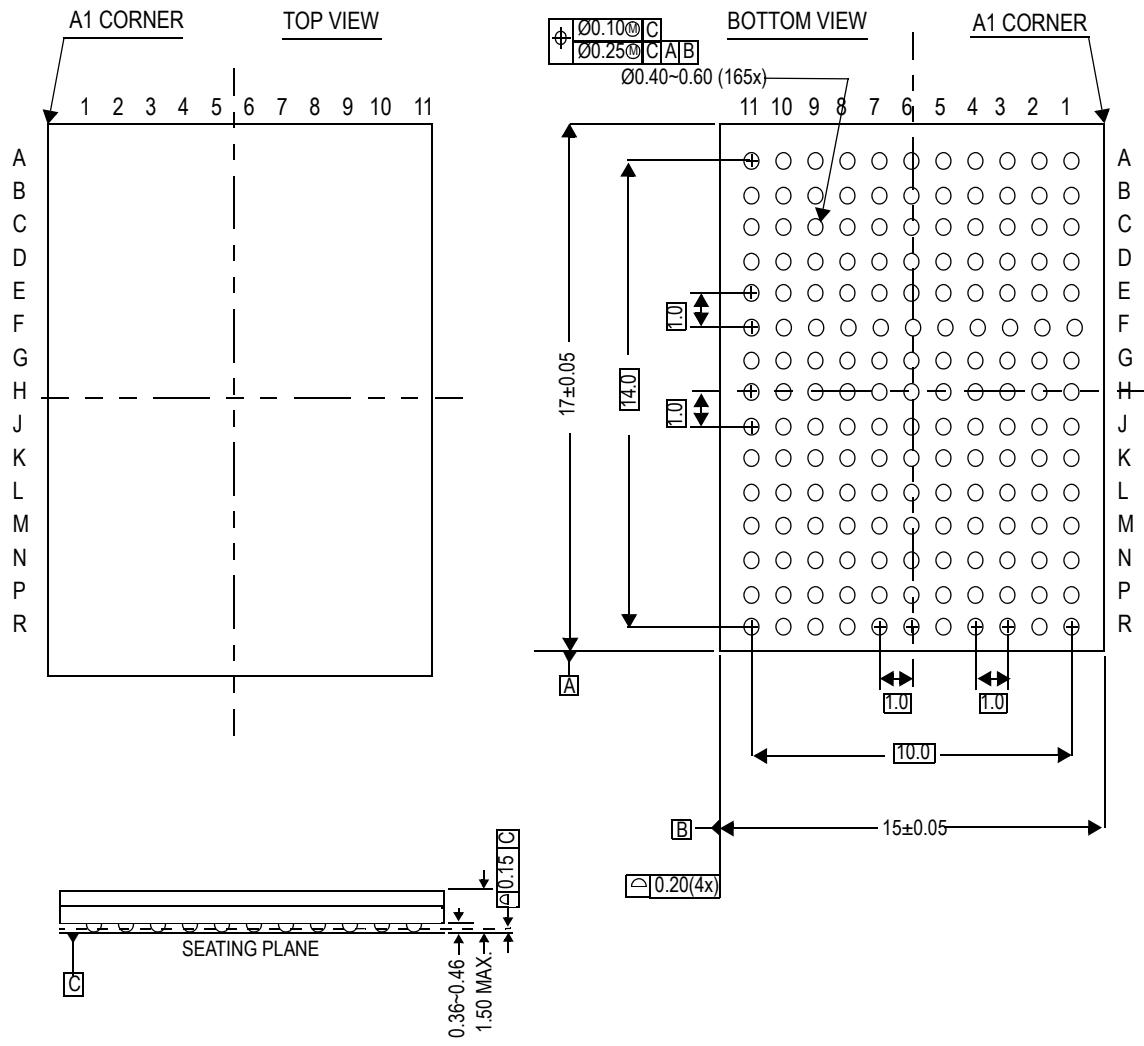 A1 CORNER
TOP VIEW
1 2 3 4 5 6 7 8 9 10 11
A
B
C
D
E
F
G
H
J
K
L
M
N
P
R
Ø0.10Ⓜ C
Ø0.25Ⓜ C A B
Ø0.40~0.60 (165x)
BOTTOM VIEW
A1 CORNER
11 10 9 8 7 6 5 4 3 2 1
A
B
C
D
E
F
G
H
J
K
L
M
N
P
R
17±0.05
14.0
1.0
1.0
A
1.0
1.0
10.0
B
15±0.05
0.20(4x)
0.15 C
SEATING PLANE
C
0.36~0.46
1.50 MAX.